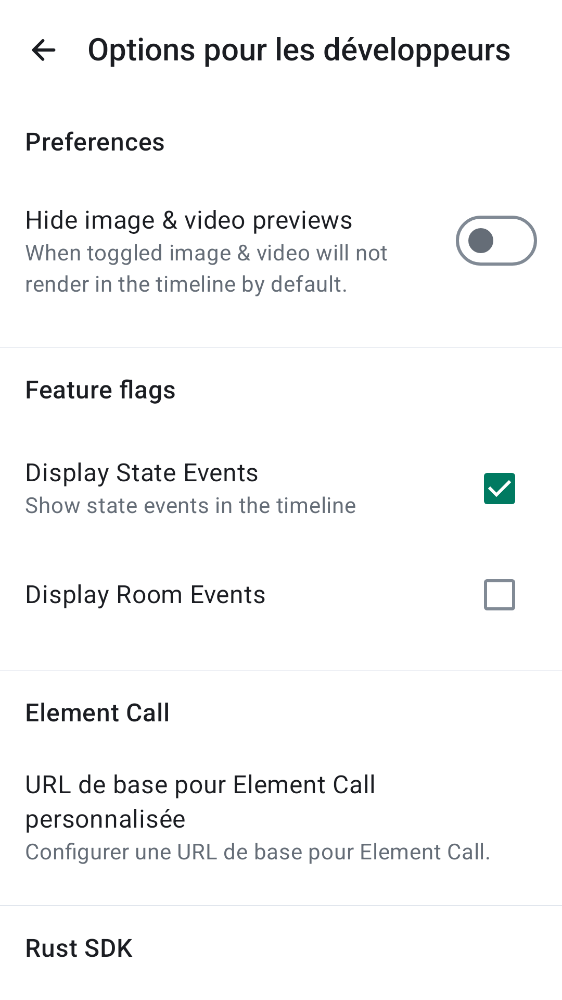 Options pour les développeurs
Preferences
Hide image & video previews
When toggled image & video will not
render in the timeline by default.
Feature flags
Display State Events
Show state events in the timeline
Display Room Events
Element Call
URL de base pour Element Call
personnalisée
Configurer une URL de base pour Element Call.
Rust SDK